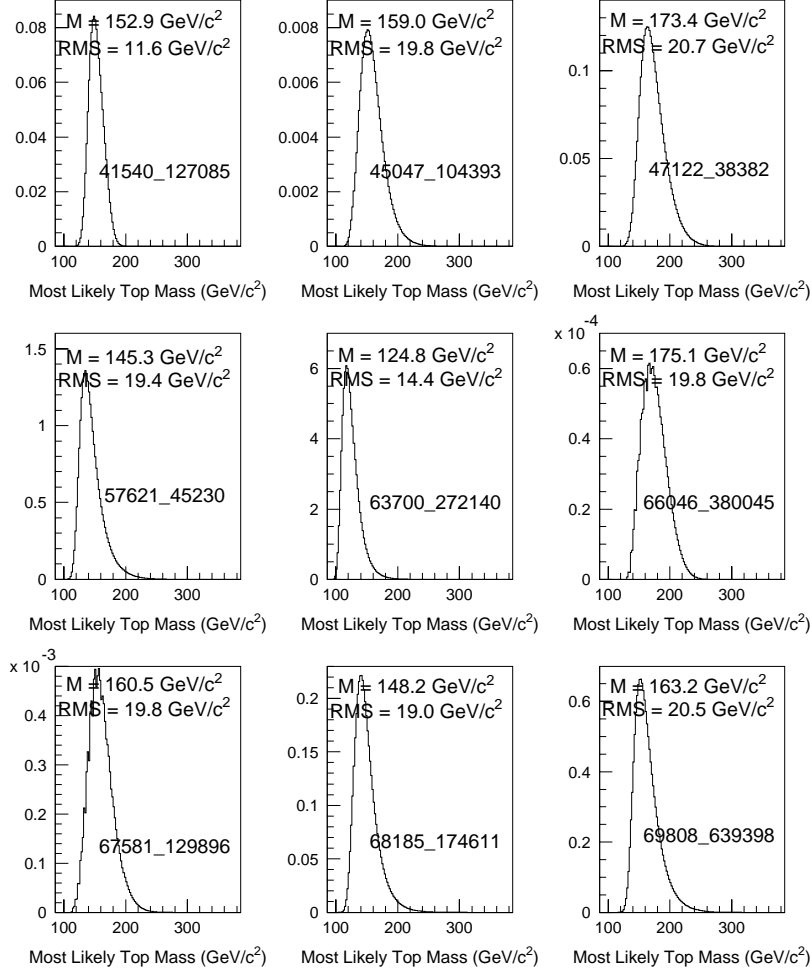 M = 152.9 GeV/c²
RMS = 11.6 GeV/c²
0.08
0.06
0.04
0.02
0
41540_127085
100 200 300
Most Likely Top Mass (GeV/c²)
M = 159.0 GeV/c²
RMS = 19.8 GeV/c²
0.008
0.006
0.004
0.002
0
45047_104393
100 200 300
Most Likely Top Mass (GeV/c²)
M = 173.4 GeV/c²
RMS = 20.7 GeV/c²
0.1
0.05
0
47122_38382
100 200 300
Most Likely Top Mass (GeV/c²)
M = 145.3 GeV/c²
RMS = 19.4 GeV/c²
1.5
1
0.5
0
57621_45230
100 200 300
Most Likely Top Mass (GeV/c²)
M = 124.8 GeV/c²
RMS = 14.4 GeV/c²
6
4
2
0
63700_272140
100 200 300
Most Likely Top Mass (GeV/c²)
x 10⁻⁴
M = 175.1 GeV/c²
RMS = 19.8 GeV/c²
0.6
0.4
0.2
0
66046_380045
100 200 300
Most Likely Top Mass (GeV/c²)
x 10⁻³
M = 160.5 GeV/c²
RMS = 19.8 GeV/c²
0.4
0.3
0.2
0.1
0
67581_129896
100 200 300
Most Likely Top Mass (GeV/c²)
M = 148.2 GeV/c²
RMS = 19.0 GeV/c²
0.2
0.15
0.1
0.05
0
68185_174611
100 200 300
Most Likely Top Mass (GeV/c²)
M = 163.2 GeV/c²
RMS = 20.5 GeV/c²
0.6
0.4
0.2
0
69808_639398
100 200 300
Most Likely Top Mass (GeV/c²)